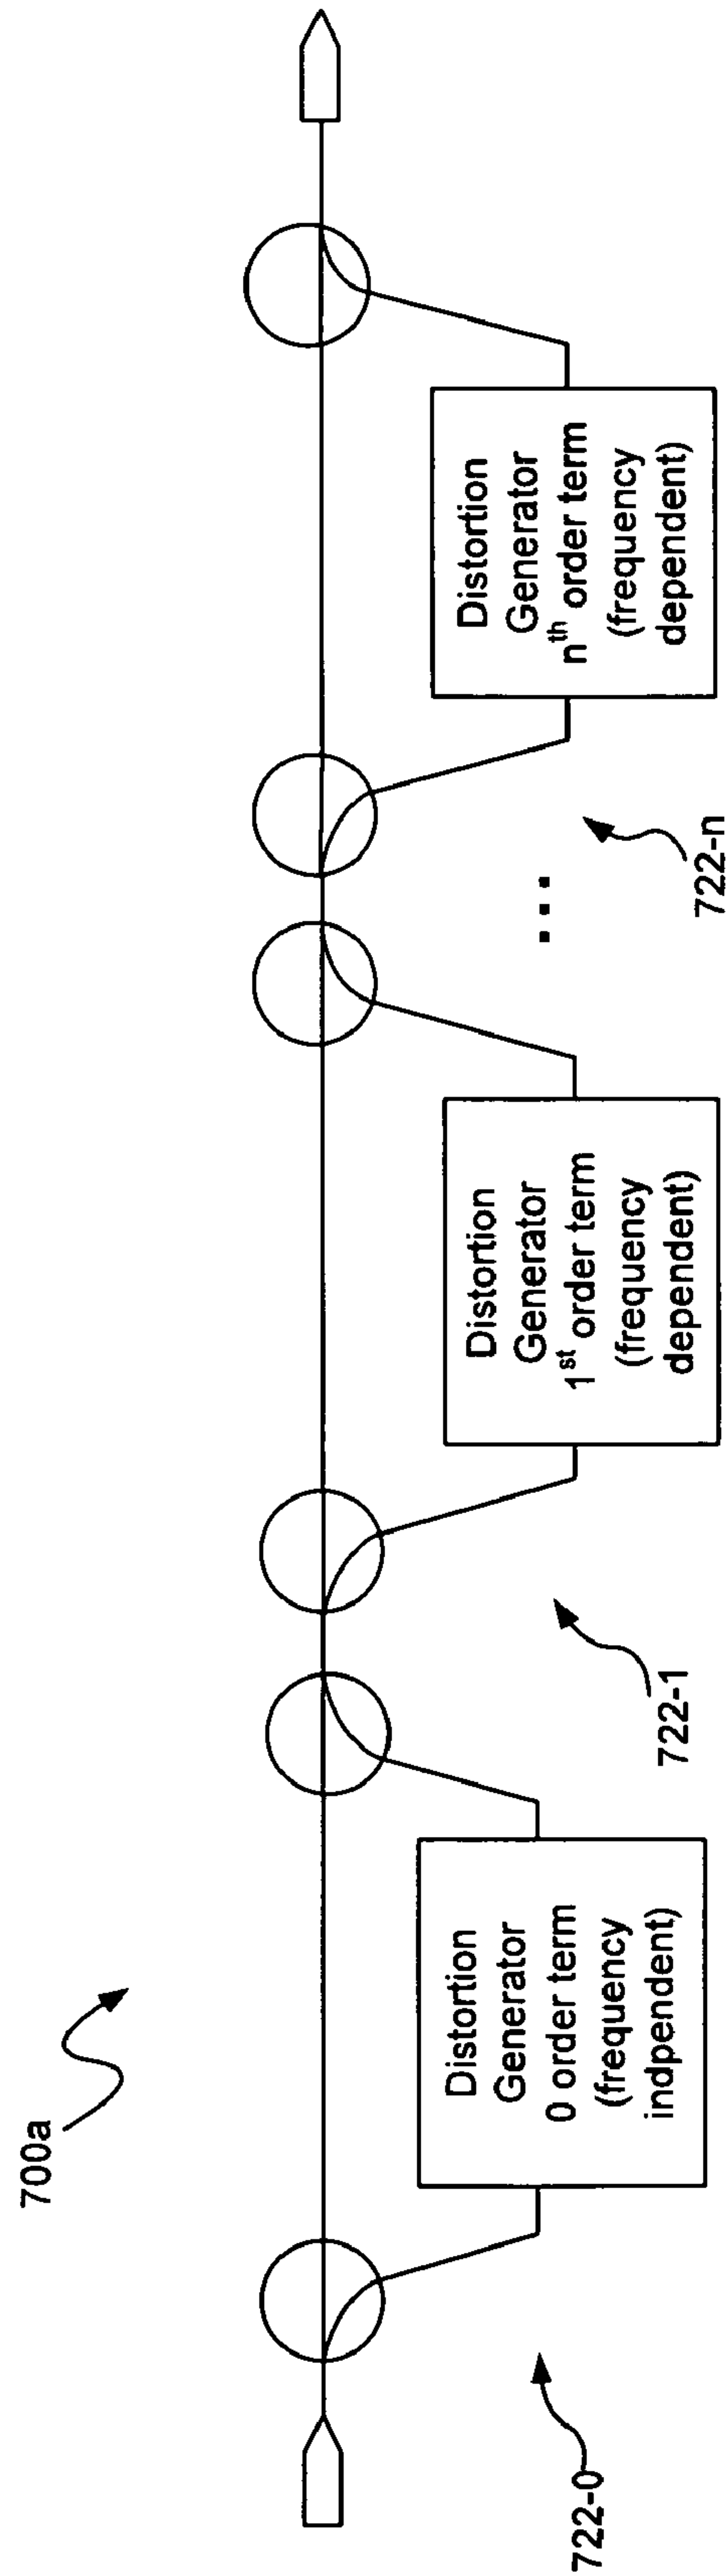 700a
722-0
Distortion
Generator
0 order term
(frequency
indpendent)
722-1
Distortion
Generator
1st order term
(frequency
dependent)
...
722-n
Distortion
Generator
nth order term
(frequency
dependent)